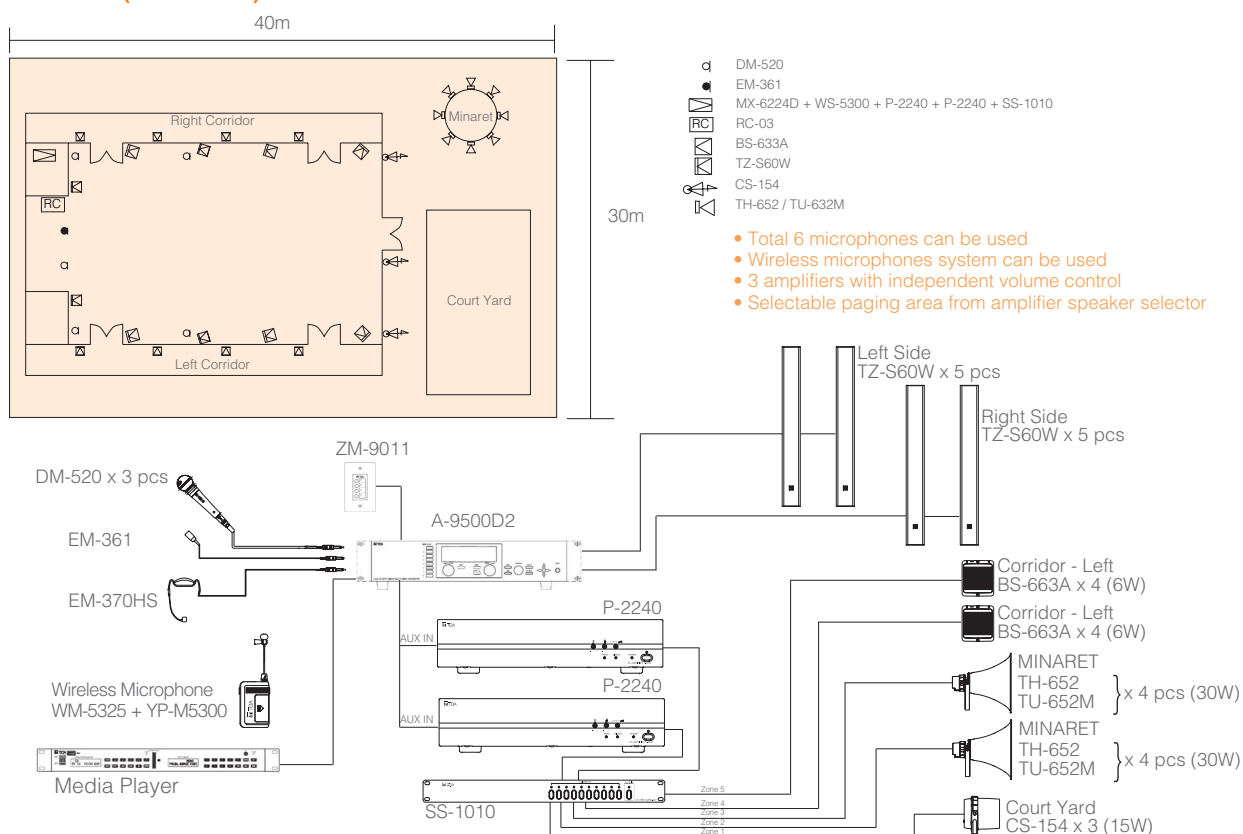 40m
Right Corridor
Minaret
RC
Court Yard
Left Corridor
30m
DM-520
EM-361
MX-6224D + WS-5300 + P-2240 + P-2240 + SS-1010
RC
RC-03
BS-633A
TZ-S60W
CS-154
TH-652 / TU-632M
• Total 6 microphones can be used
• Wireless microphones system can be used
• 3 amplifiers with independent volume control
• Selectable paging area from amplifier speaker selector
Left Side
TZ-S60W x 5 pcs
Right Side
TZ-S60W x 5 pcs
ZM-9011
DM-520 x 3 pcs
A-9500D2
EM-361
EM-370HS
Corridor - Left
BS-663A x 4 (6W)
Corridor - Left
BS-663A x 4 (6W)
P-2240
AUX IN
TOA
P-2240
AUX IN
TOA
MINARET
TH-652
TU-652M
x 4 pcs (30W)
MINARET
TH-652
TU-652M
x 4 pcs (30W)
Wireless Microphone
WM-5325 + YP-M5300
Media Player
SS-1010
Zone 5
Zone 4
Zone 3
Zone 2
Zone 1
Court Yard
CS-154 x 3 (15W)